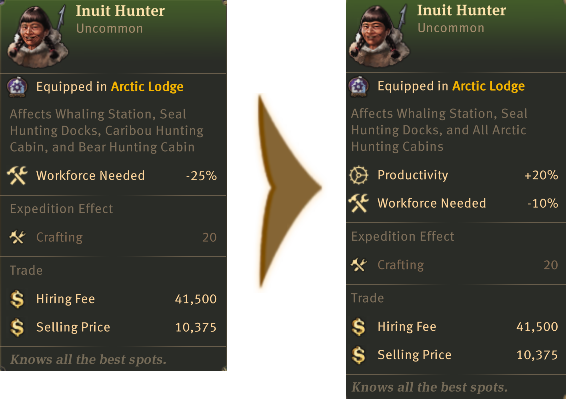 Inuit Hunter
Uncommon
Equipped in Arctic Lodge
Affects Whaling Station, Seal
Hunting Docks, Caribou Hunting
Cabin, and Bear Hunting Cabin
Workforce Needed -25%
Expedition Effect
Crafting 20
Trade
Hiring Fee 41,500
Selling Price 10,375
Knows all the best spots.
Inuit Hunter
Uncommon
Equipped in Arctic Lodge
Affects Whaling Station, Seal
Hunting Docks, and All Arctic
Hunting Cabins
Productivity +20%
Workforce Needed -10%
Expedition Effect
Crafting 20
Trade
Hiring Fee 41,500
Selling Price 10,375
Knows all the best spots.